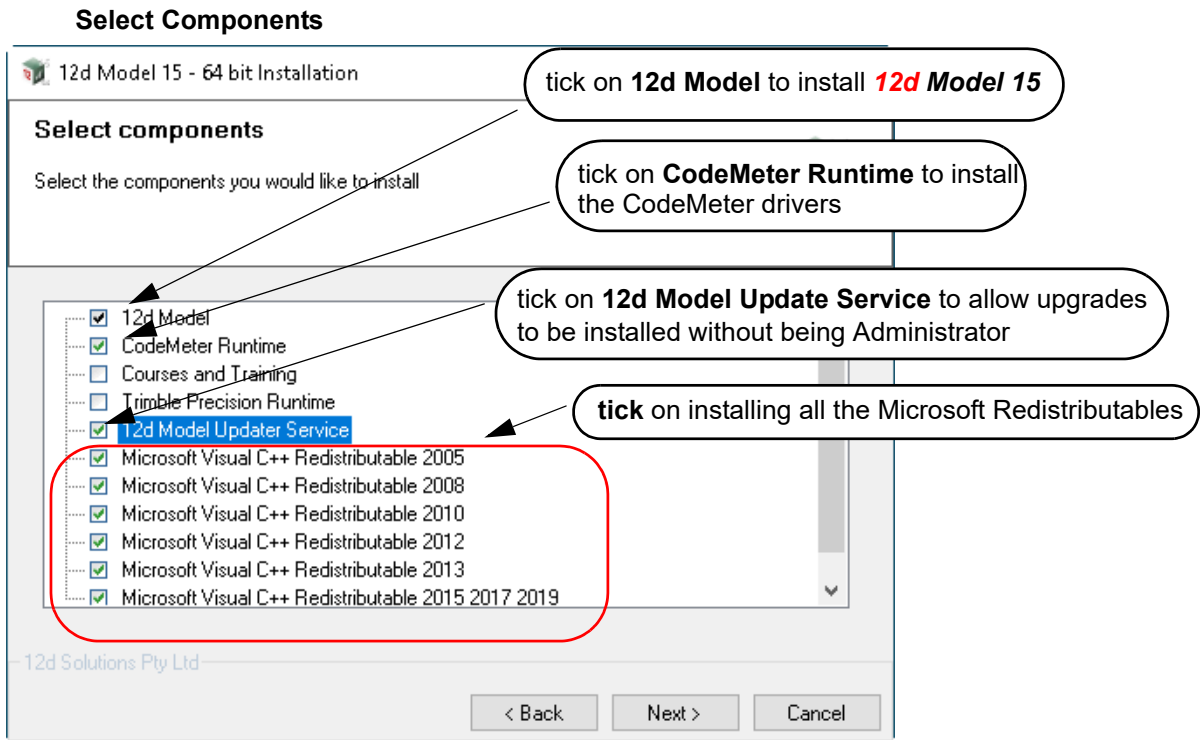 Select Components
12d Model 15 - 64 bit Installation
tick on 12d Model to install 12d Model 15
Select components
Select the components you would like to install
tick on CodeMeter Runtime to install
the CodeMeter drivers
tick on 12d Model Update Service to allow upgrades
to be installed without being Administrator
tick on installing all the Microsoft Redistributables
12d Model
CodeMeter Runtime
Courses and Training
Trimble Precision Runtime
12d Model Updater Service
Microsoft Visual C++ Redistributable 2005
Microsoft Visual C++ Redistributable 2008
Microsoft Visual C++ Redistributable 2010
Microsoft Visual C++ Redistributable 2012
Microsoft Visual C++ Redistributable 2013
Microsoft Visual C++ Redistributable 2015 2017 2019
12d Solutions Pty Ltd
< Back
Next >
Cancel